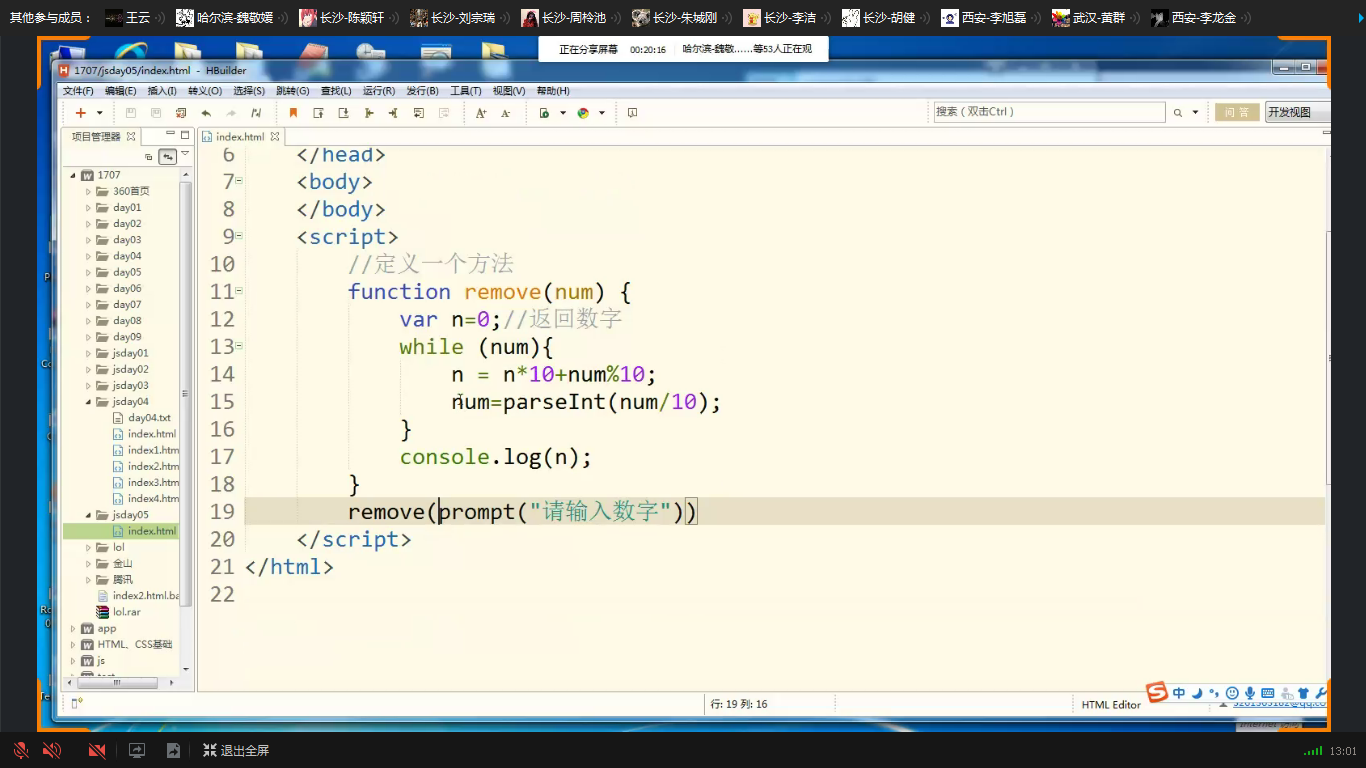 其他参与成员： 王云 哈尔滨-魏敬媛 长沙-陈颖轩 长沙-刘宗瑞 长沙-周柃池 长沙-朱城刚 长沙-李洁 长沙-胡健 西安-李旭磊 武汉-黄群 西安-李龙金
正在分享屏幕 00:20:16 哈尔滨-魏敬......等53人正在观
1707/jsday05/index.html - HBuilder
文件(F) 编辑(E) 插入(I) 转义(O) 选择(S) 跳转(G) 查找(L) 运行(R) 发行(B) 工具(T) 视图(V) 帮助(H)
搜索（双击Ctrl） 问答 开发视图
项目管理器
1707
360首页
day01
day02
day03
day04
day05
day06
day07
day08
day09
jsday01
jsday02
jsday03
jsday04
day04.txt
index.html
index1.htm
index2.htm
index3.htm
index4.htm
jsday05
index.html
lol
金山
腾讯
index2.html.ba
lol.rar
app
HTML、CSS基础
js
index.html
6 </head>
7 <body>
8 </body>
9 <script>
10 //定义一个方法
11 function remove(num) {
12 var n=0;//返回数字
13 while (num){
14 n = n*10+num%10;
15 num=parseInt(num/10);
16 }
17 console.log(n);
18 }
19 remove(prompt("请输入数字"))
20 </script>
21 </html>
22
行: 19 列: 16
HTML Editor
中
退出全屏
13:01